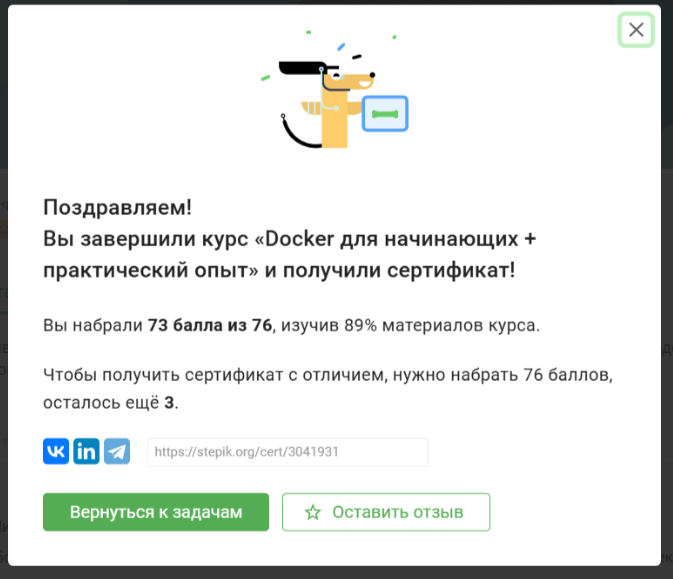 Поздравляем!
Вы завершили курс «Docker для начинающих +
практический опыт» и получили сертификат!
Вы набрали 73 балла из 76, изучив 89% материалов курса.
Чтобы получить сертификат с отличием, нужно набрать 76 баллов,
осталось ещё 3.
https://stepik.org/cert/3041931
Вернуться к задачам
Оставить отзыв